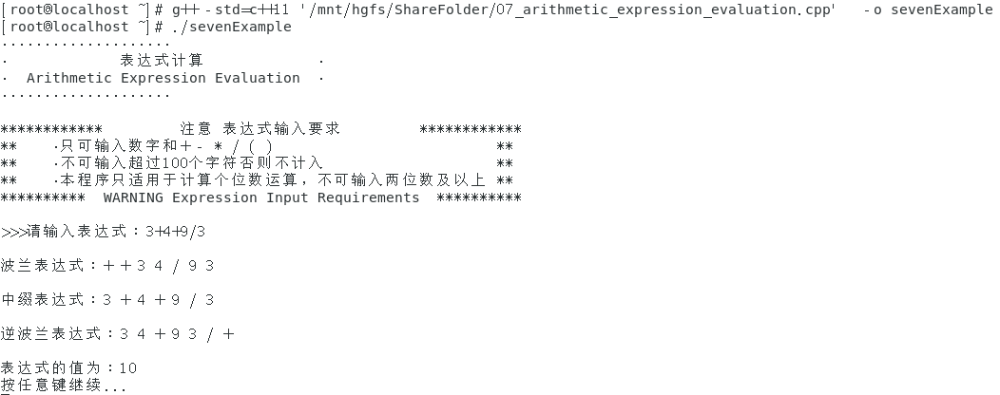 [root@localhost ~]# g++ -std=c++11 '/mnt/hgfs/ShareFolder/07_arithmetic_expression_evaluation.cpp' -o sevenExample
[root@localhost ~]# ./sevenExample
····················
· 表达式计算 ·
· Arithmetic Expression Evaluation ·
····················
************ 注意 表达式输入要求 ************
** ·只可输入数字和＋- * / ( ) **
** ·不可输入超过100个字符否则不计入 **
** ·本程序只适用于计算个位数运算，不可输入两位数及以上 **
********** WARNING Expression Input Requirements **********
>>>请输入表达式：3+4+9/3
波兰表达式：＋＋3 4 / 9 3
中缀表达式：3 ＋4 ＋9 / 3
逆波兰表达式：3 4 ＋9 3 / ＋
表达式的值为：10
按任意键继续...